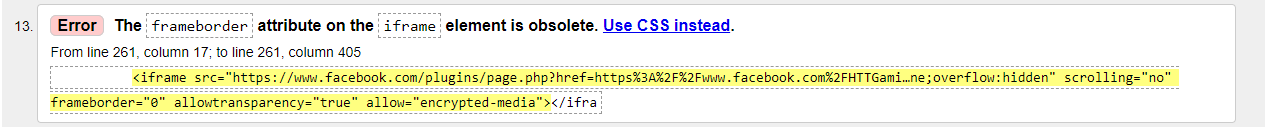 13. Error The frameborder attribute on the iframe element is obsolete. Use CSS instead.
From line 261, column 17; to line 261, column 405
<iframe src="https://www.facebook.com/plugins/page.php?href=https%3A%2F%2Fwww.facebook.com%2FHTTGami…ne;overflow:hidden" scrolling="no"
frameborder="0" allowtransparency="true" allow="encrypted-media"></ifra